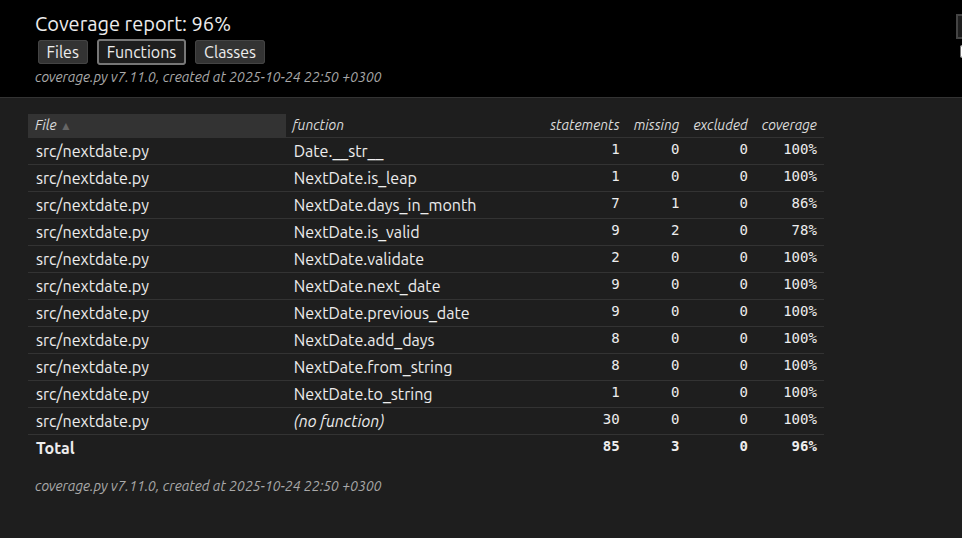 Coverage report: 96%
Files Functions Classes
coverage.py v7.11.0, created at 2025-10-24 22:50 +0300
File ▲ function statements missing excluded coverage
src/nextdate.py Date.__str__ 1 0 0 100%
src/nextdate.py NextDate.is_leap 1 0 0 100%
src/nextdate.py NextDate.days_in_month 7 1 0 86%
src/nextdate.py NextDate.is_valid 9 2 0 78%
src/nextdate.py NextDate.validate 2 0 0 100%
src/nextdate.py NextDate.next_date 9 0 0 100%
src/nextdate.py NextDate.previous_date 9 0 0 100%
src/nextdate.py NextDate.add_days 8 0 0 100%
src/nextdate.py NextDate.from_string 8 0 0 100%
src/nextdate.py NextDate.to_string 1 0 0 100%
src/nextdate.py (no function) 30 0 0 100%
Total 85 3 0 96%
coverage.py v7.11.0, created at 2025-10-24 22:50 +0300